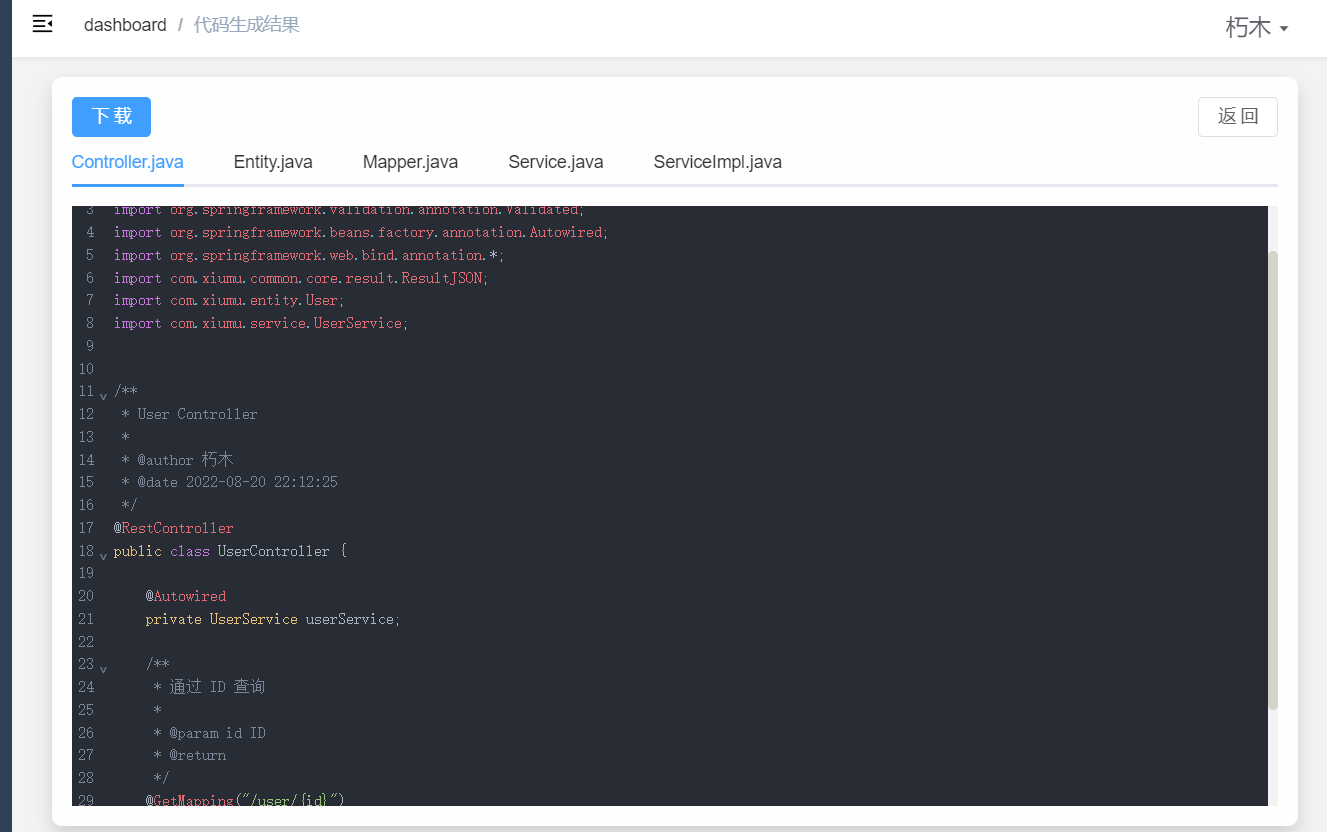 dashboard / 代码生成结果
朽木
下载
返回
Controller.java Entity.java Mapper.java Service.java ServiceImpl.java
3 import org.springframework.validation.annotation.Validated;
4 import org.springframework.beans.factory.annotation.Autowired;
5 import org.springframework.web.bind.annotation.*;
6 import com.xiumu.common.core.result.ResultJSON;
7 import com.xiumu.entity.User;
8 import com.xiumu.service.UserService;
9
10
11 /**
12 * User Controller
13 *
14 * @author 朽木
15 * @date 2022-08-20 22:12:25
16 */
17 @RestController
18 public class UserController {
19
20 @Autowired
21 private UserService userService;
22
23 /**
24 * 通过 ID 查询
25 *
26 * @param id ID
27 * @return
28 */
29 @GetMapping("/user/{id}")